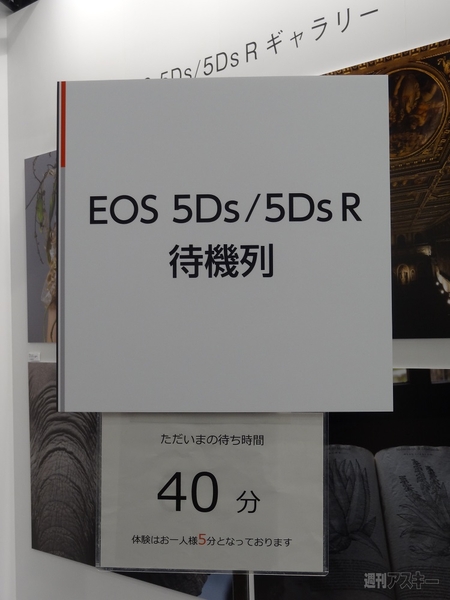 5Ds/5Ds R ギャラリー
EOS 5Ds/5Ds R
待機列
ただいまの待ち時間
40 分
体験はお一人様5分となっております
週刊アスキー